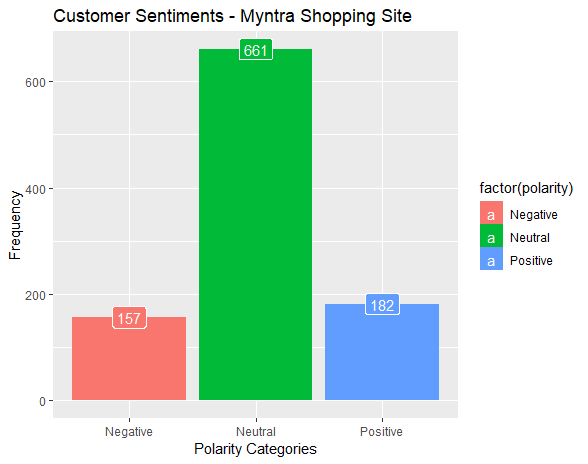 Customer Sentiments - Myntra Shopping Site
Frequency
600
400
200
0
661
157
182
Negative
Neutral
Positive
Polarity Categories
factor(polarity)
a Negative
a Neutral
a Positive